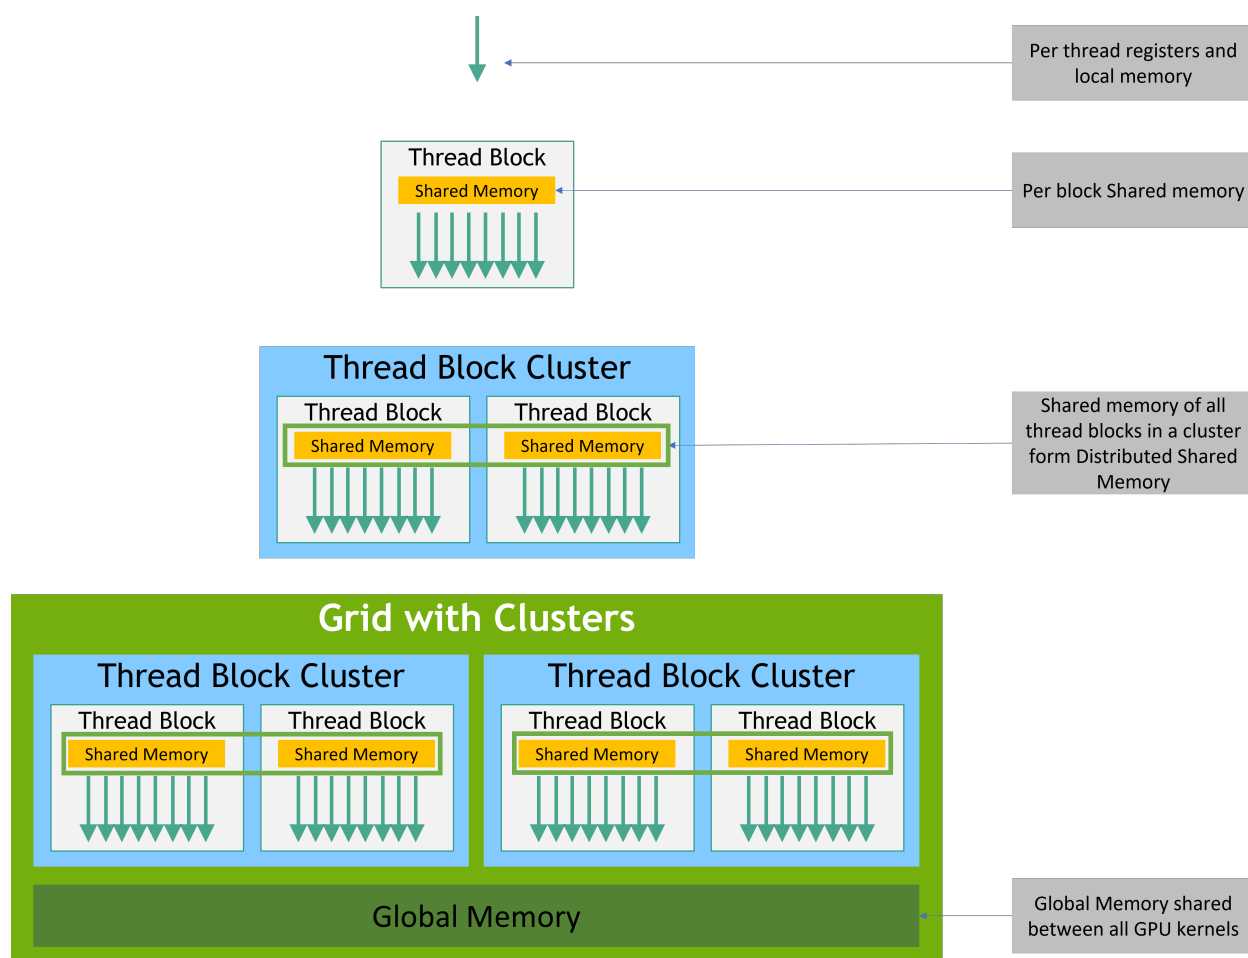 Per thread registers and
local memory
Thread Block
Shared Memory
Per block Shared memory
Thread Block Cluster
Thread Block
Thread Block
Shared Memory
Shared Memory
Shared memory of all
thread blocks in a cluster
form Distributed Shared
Memory
Grid with Clusters
Thread Block Cluster
Thread Block
Thread Block
Shared Memory
Shared Memory
Thread Block Cluster
Thread Block
Thread Block
Shared Memory
Shared Memory
Global Memory
Global Memory shared
between all GPU kernels